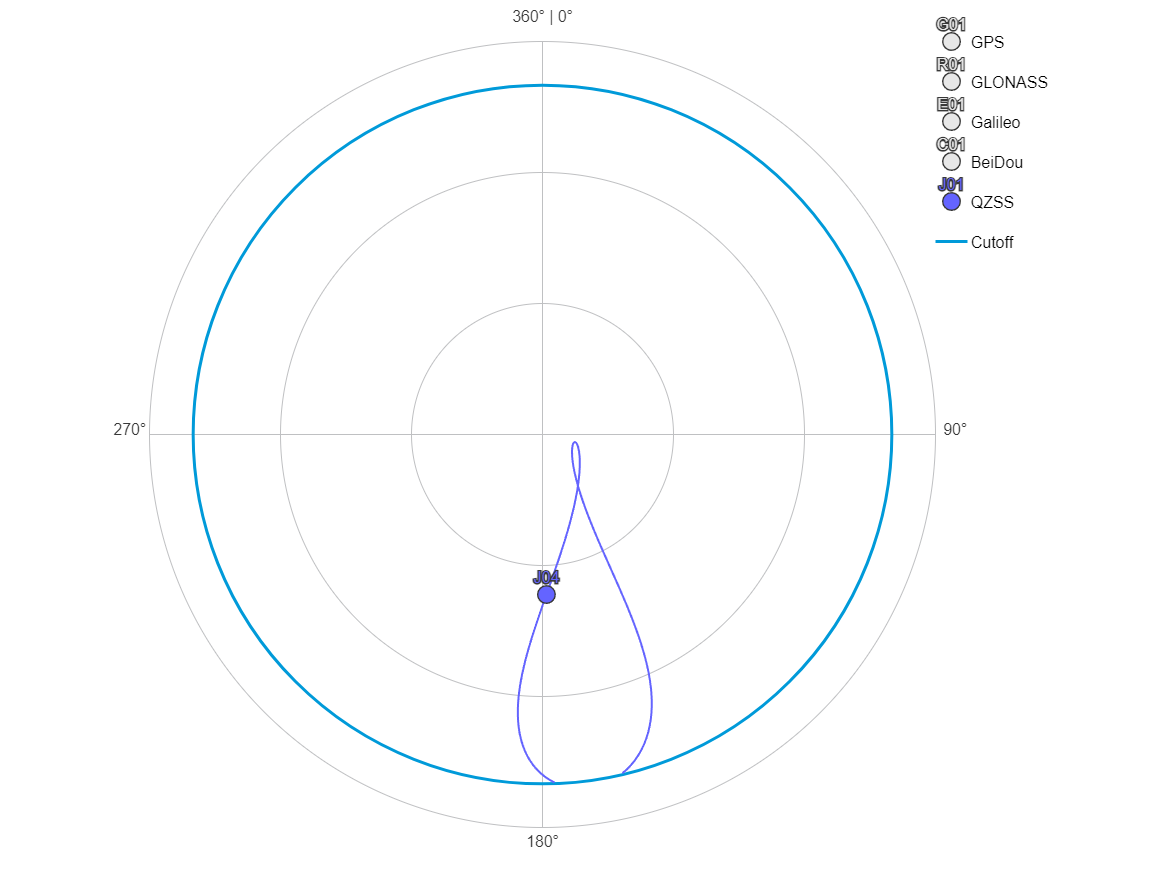 360° | 0°
G01
GPS
R01
GLONASS
E01
Galileo
C01
BeiDou
J01
QZSS
Cutoff
270°
90°
J04
180°